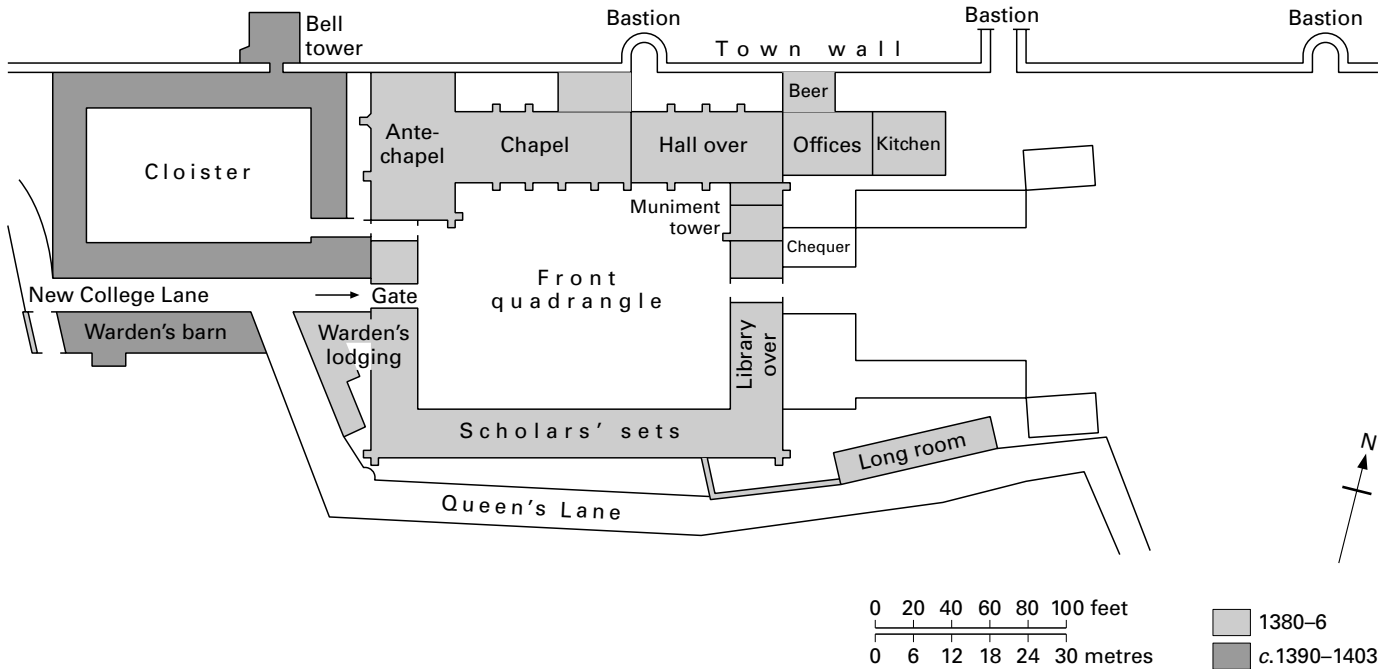 Bell
tower
Bastion
Bastion
Bastion
Town wall
Beer
Ante-
chapel
Chapel
Hall over
Offices
Kitchen
Cloister
Muniment
tower
Chequer
Front
quadrangle
New College Lane
Gate
Warden's barn
Warden's
lodging
Library
over
Scholars' sets
Long room
Queen's Lane
N
0 20 40 60 80 100 feet
0 6 12 18 24 30 metres
1380–6
c.1390–1403